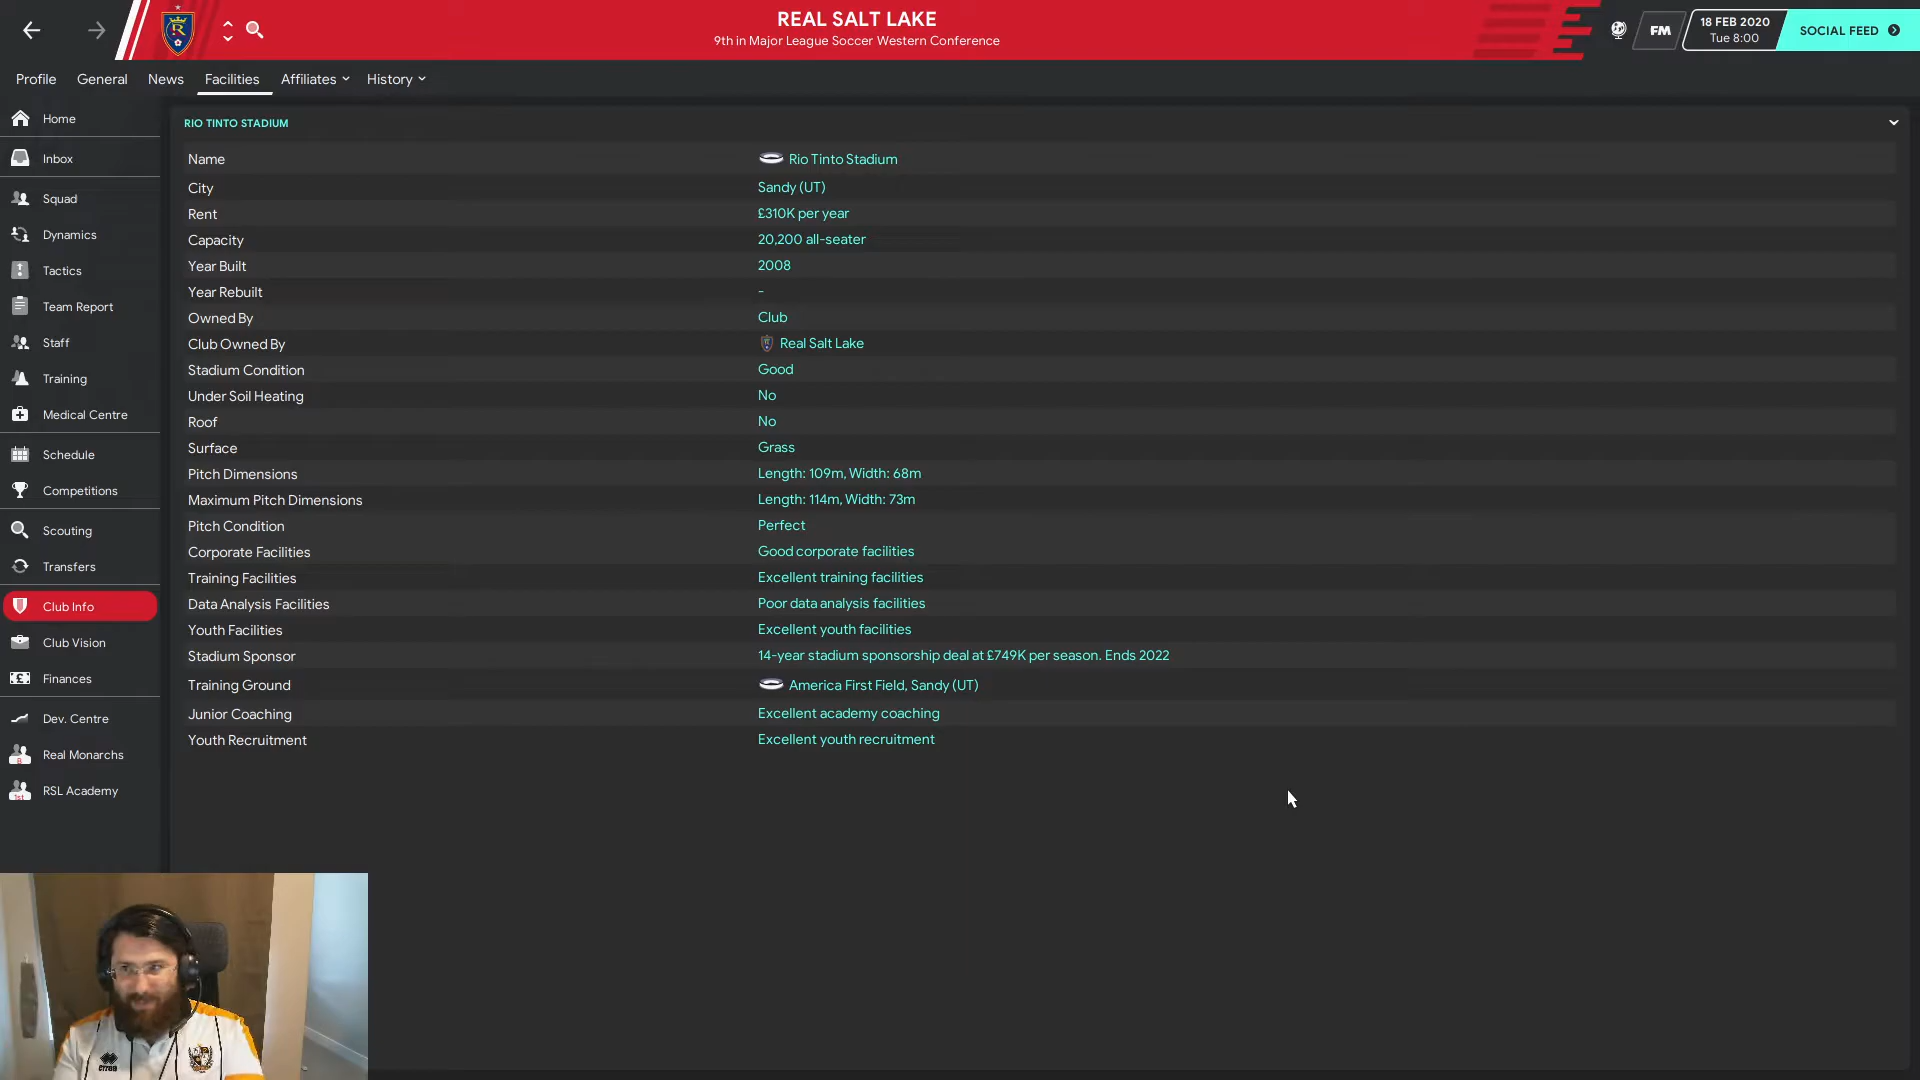 REAL SALT LAKE
9th in Major League Soccer Western Conference
FM
18 FEB 2020
Tue 8:00
SOCIAL FEED
Profile General News Facilities Affiliates History
Home
Inbox
Squad
Dynamics
Tactics
Team Report
Staff
Training
Medical Centre
Schedule
Competitions
Scouting
Transfers
Club Info
Club Vision
Finances
Dev. Centre
Real Monarchs
RSL Academy
RIO TINTO STADIUM
Name Rio Tinto Stadium
City Sandy (UT)
Rent £310K per year
Capacity 20,200 all-seater
Year Built 2008
Year Rebuilt -
Owned By Club
Club Owned By Real Salt Lake
Stadium Condition Good
Under Soil Heating No
Roof No
Surface Grass
Pitch Dimensions Length: 109m, Width: 68m
Maximum Pitch Dimensions Length: 114m, Width: 73m
Pitch Condition Perfect
Corporate Facilities Good corporate facilities
Training Facilities Excellent training facilities
Data Analysis Facilities Poor data analysis facilities
Youth Facilities Excellent youth facilities
Stadium Sponsor 14-year stadium sponsorship deal at £749K per season. Ends 2022
Training Ground America First Field, Sandy (UT)
Junior Coaching Excellent academy coaching
Youth Recruitment Excellent youth recruitment